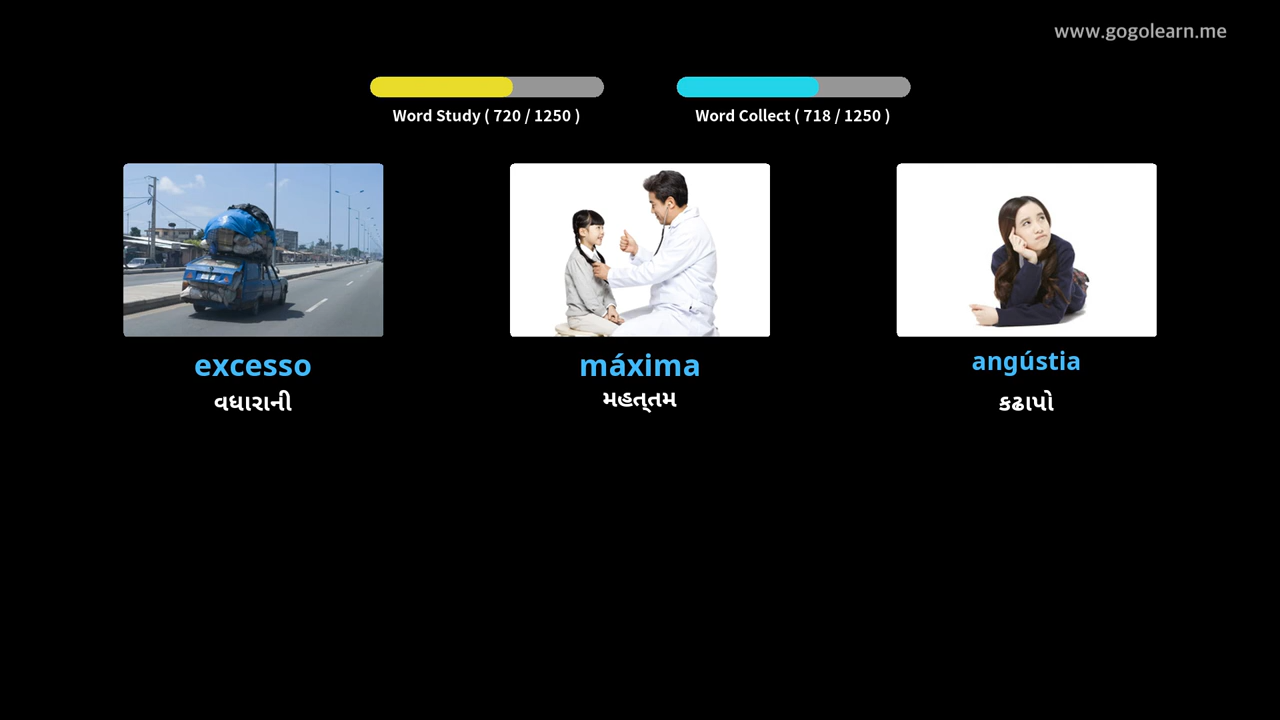 www.gogolearn.me
Word Study ( 720 / 1250 )
Word Collect ( 718 / 1250 )
excesso
máxima
angústia
વધારાની
મહત્‌તમ
કઢાપો